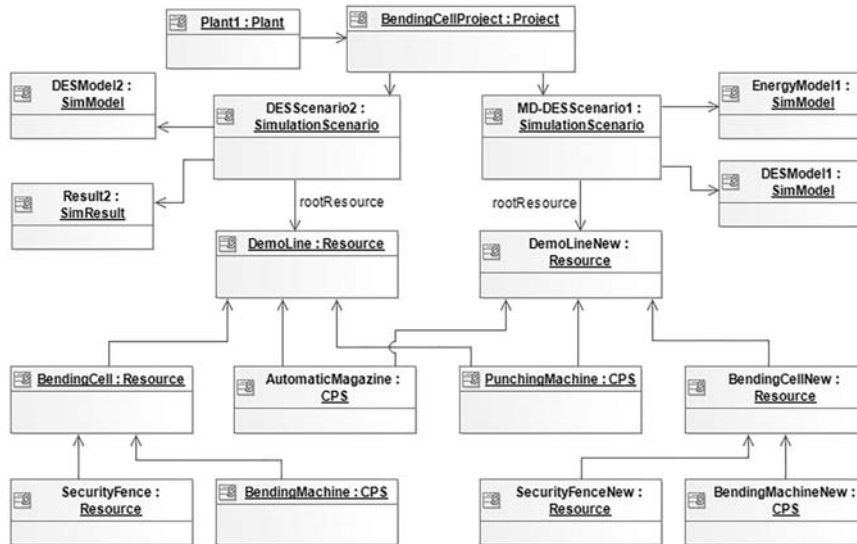 Plant1 : Plant
BendingCellProject : Project
DESModel2 :
SimModel
DESScenario2 :
SimulationScenario
MD-DESScenario1 :
SimulationScenario
EnergyModel1 :
SimModel
Result2 :
SimResult
DESModel1 :
SimModel
rootResource
rootResource
DemoLine : Resource
DemoLineNew :
Resource
BendingCell : Resource
AutomaticMagazine :
CPS
PunchingMachine : CPS
BendingCellNew :
Resource
SecurityFence :
Resource
BendingMachine : CPS
SecurityFenceNew :
Resource
BendingMachineNew :
CPS